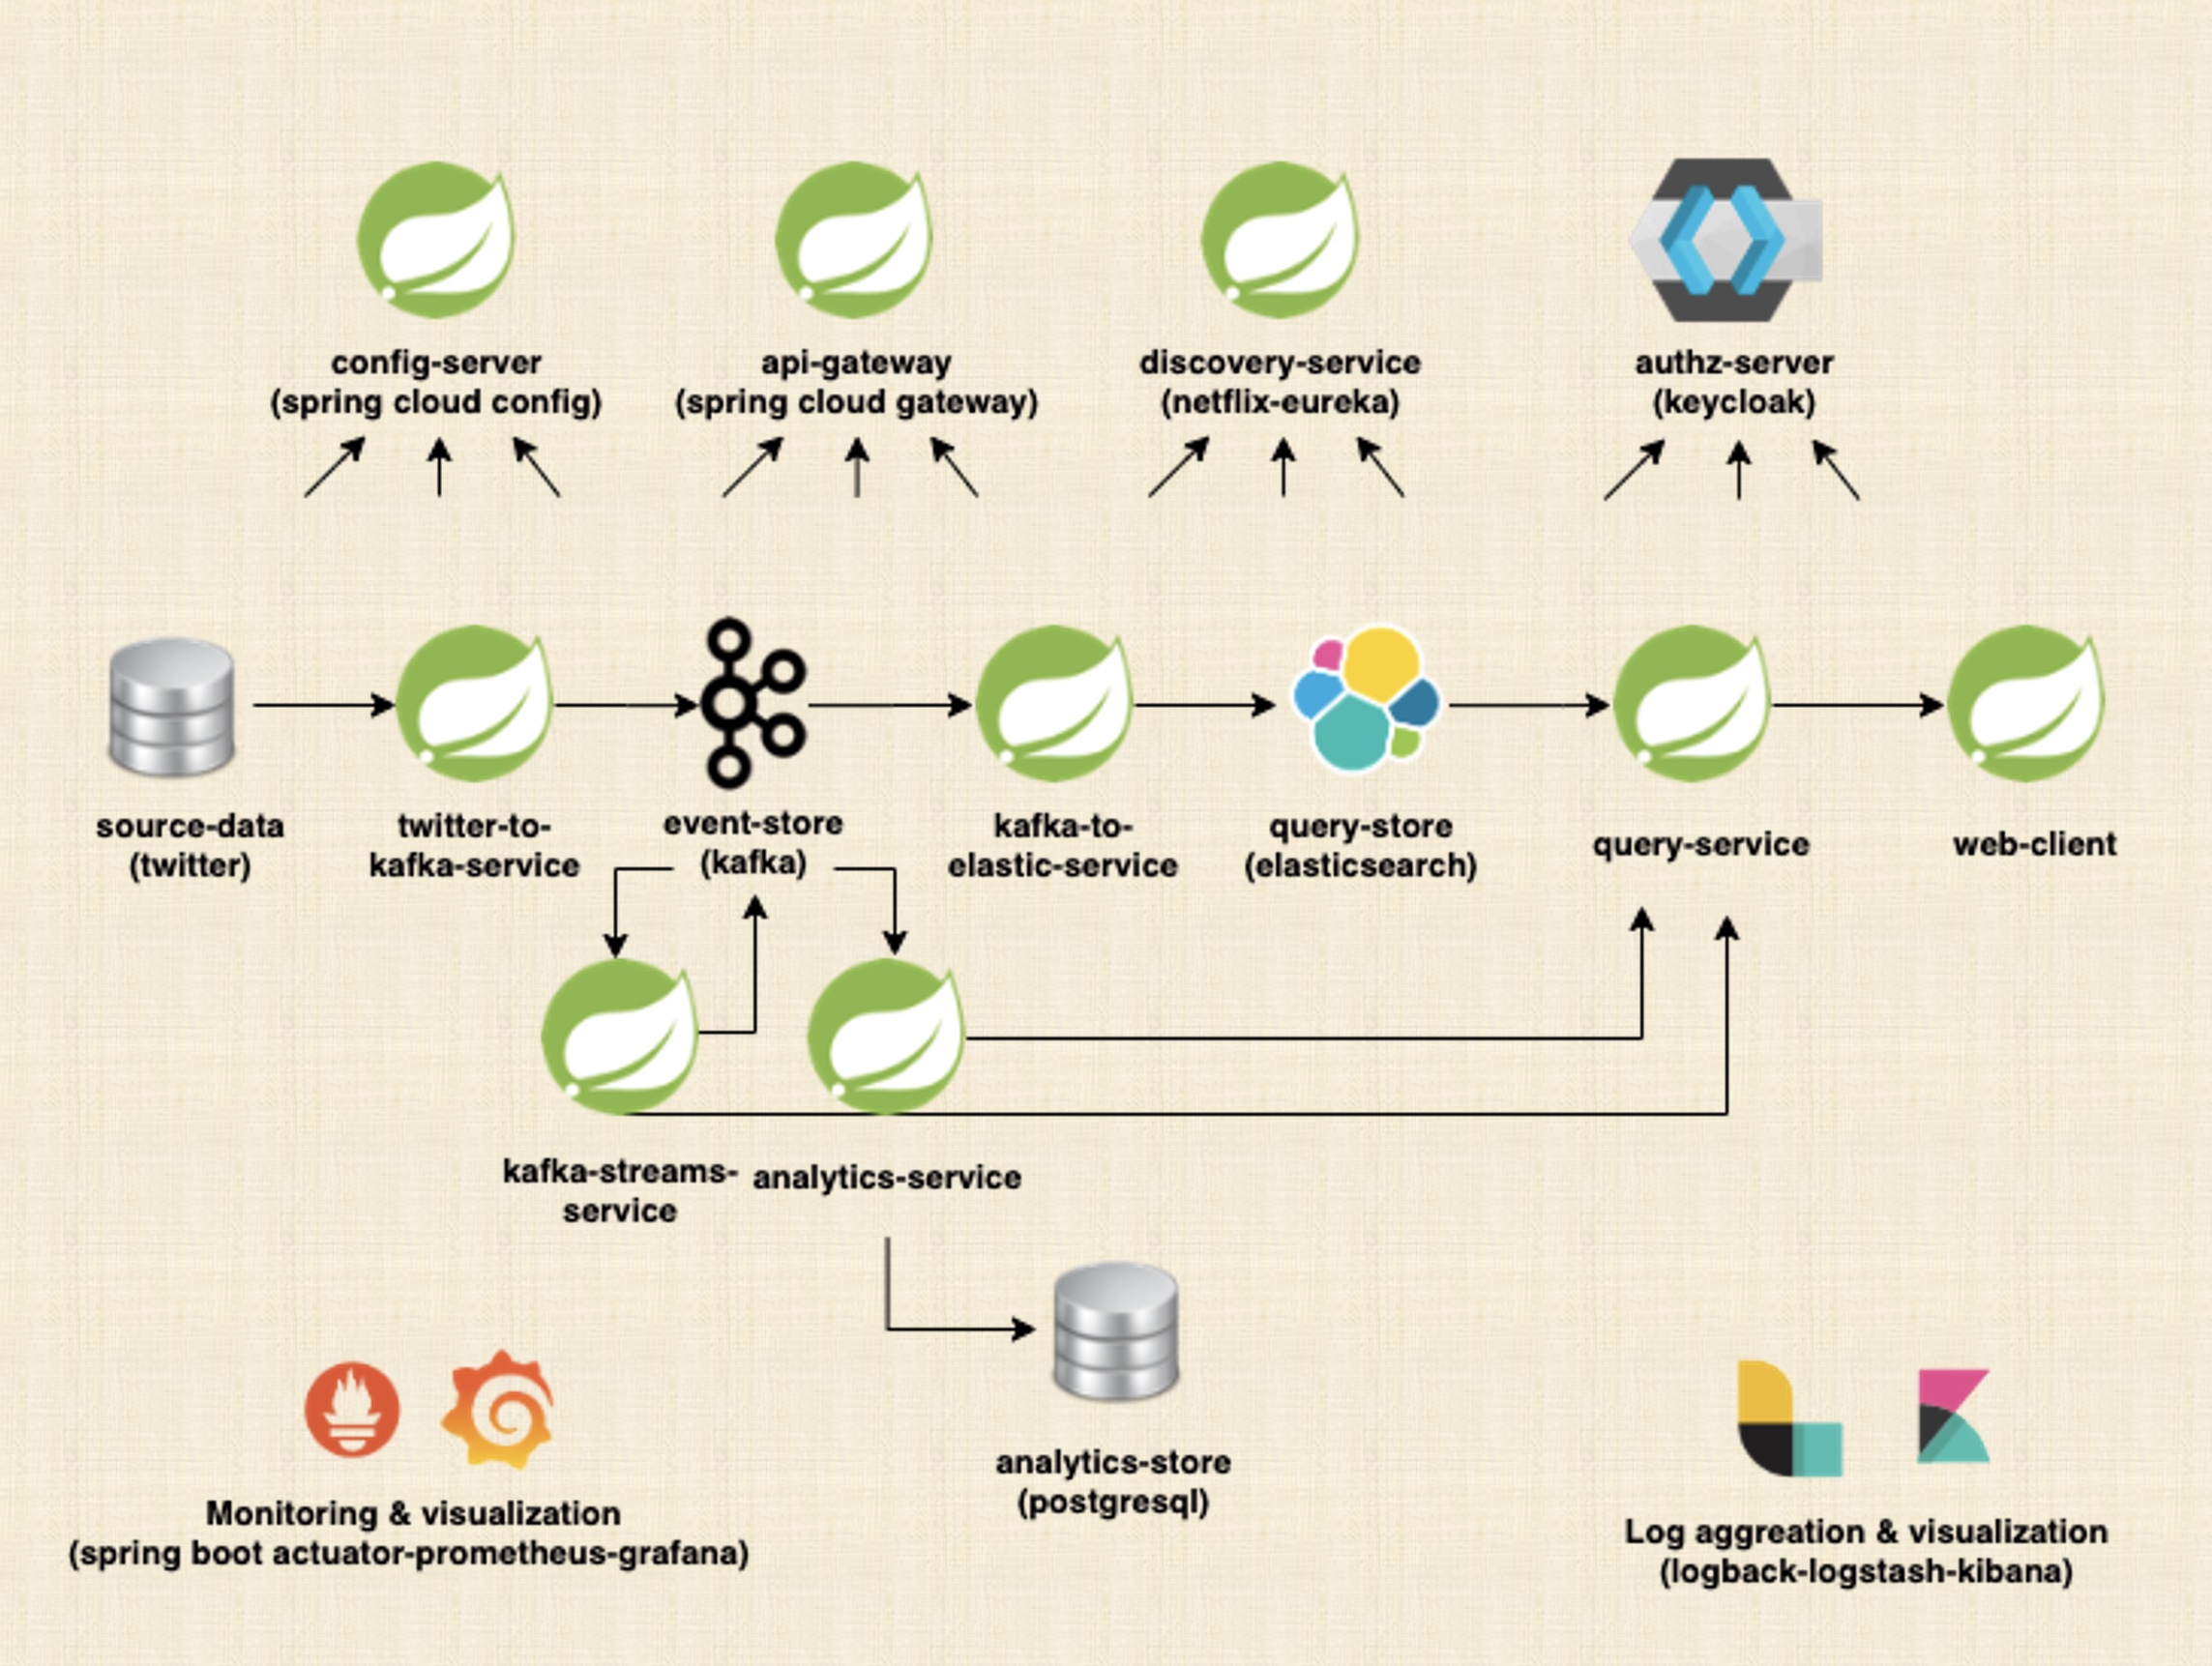 config-server
(spring cloud config)
api-gateway
(spring cloud gateway)
discovery-service
(netflix-eureka)
authz-server
(keycloak)
source-data
(twitter)
twitter-to-
kafka-service
event-store
(kafka)
kafka-to-
elastic-service
query-store
(elasticsearch)
query-service
web-client
kafka-streams-
service
analytics-service
analytics-store
(postgresql)
Monitoring & visualization
(spring boot actuator-prometheus-grafana)
Log aggreation & visualization
(logback-logstash-kibana)